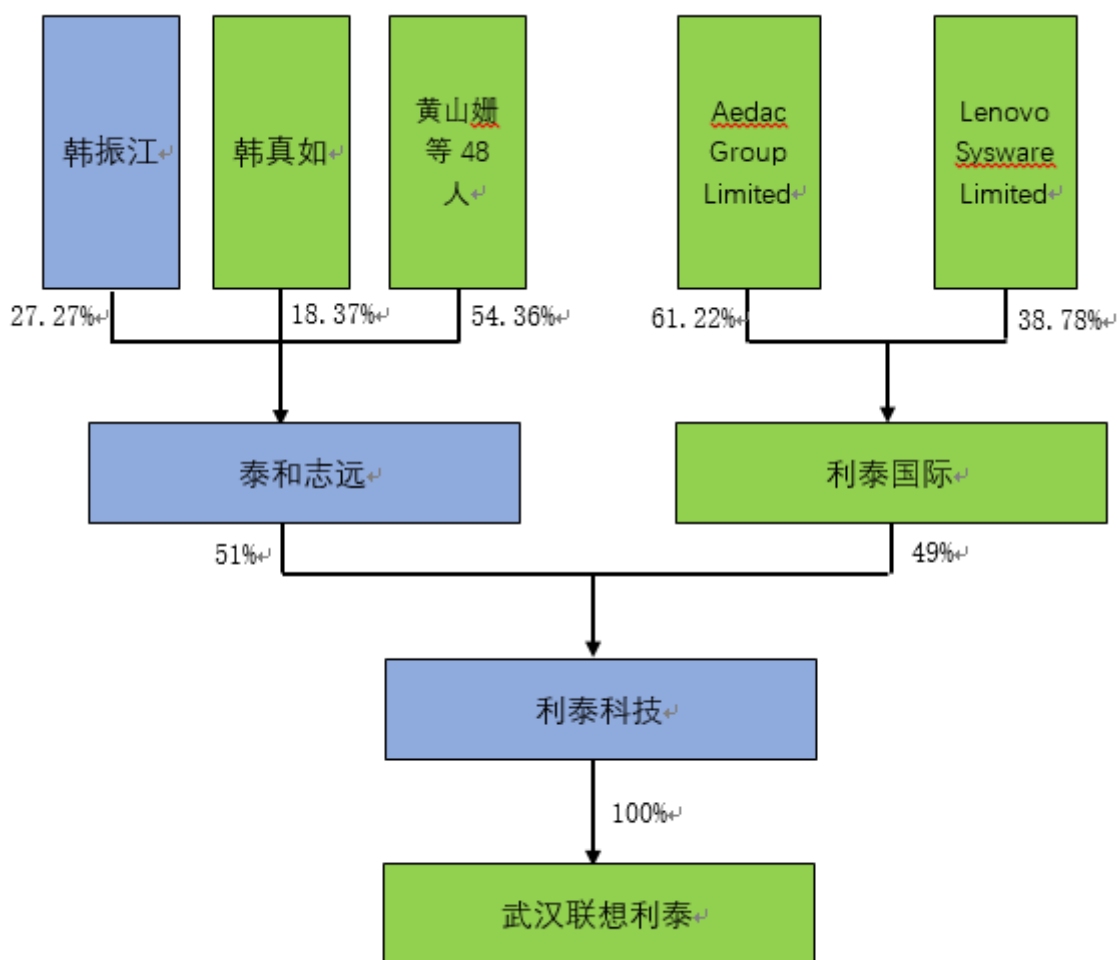 韩振江
韩真如
黄山姗
等 48
人
Aedac
Group
Limited
Lenovo
Sysware
Limited
27.27%
18.37%
54.36%
61.22%
38.78%
泰和志远
利泰国际
51%
49%
利泰科技
100%
武汉联想利泰